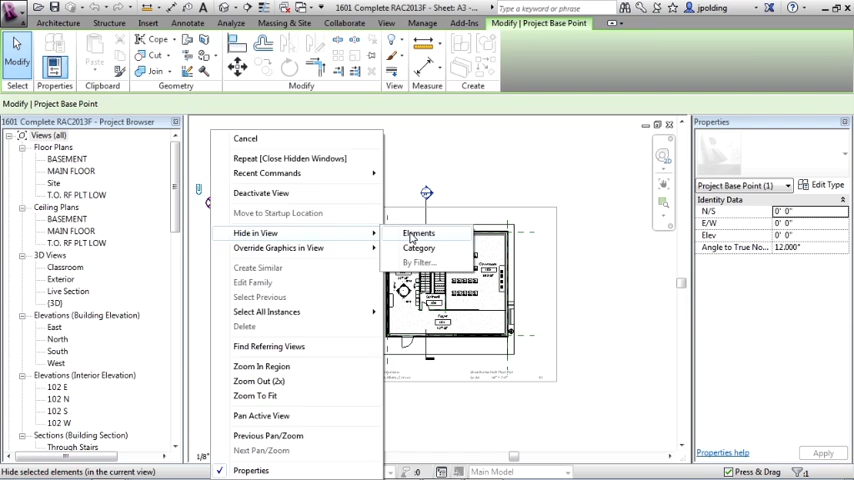 1601 Complete RAC2013F - Sheet: A3 -
Type a keyword or phrase
jpolding
Architecture Structure Insert Annotate Analyze Massing & Site Collaborate View Manage Add-Ins Modify | Project Base Point
Modify
Cope
Cut
Join
Select Properties Clipboard Geometry Modify View Measure Create
Modify | Project Base Point
1601 Complete RAC2013F - Project Browser
Views (all)
Floor Plans
BASEMENT
MAIN FLOOR
Site
T.O. RF PLT LOW
Ceiling Plans
BASEMENT
MAIN FLOOR
T.O. RF PLT LOW
3D Views
Classroom
Exterior
Live Section
{3D}
Elevations (Building Elevation)
East
North
South
West
Elevations (Interior Elevation)
102 E
102 N
102 S
102 W
Sections (Building Section)
Through Stairs
Cancel
Repeat [Close Hidden Windows]
Recent Commands
Deactivate View
Move to Startup Location
Hide in View
Override Graphics in View
Create Similar
Edit Family
Select Previous
Select All Instances
Delete
Find Referring Views
Zoom In Region
Zoom Out (2x)
Zoom To Fit
Pan Active View
Previous Pan/Zoom
Next Pan/Zoom
Properties
Elements
Category
By Filter...
Properties
Project Base Point (1)
Edit Type
Identity Data
N/S 0' 0"
E/W 0' 0"
Elev 0' 0"
Angle to True No... 12.000°
Properties help
Apply
1/8"
Hide selected elements (in the current view)
:0
Main Model
Press & Drag
:1